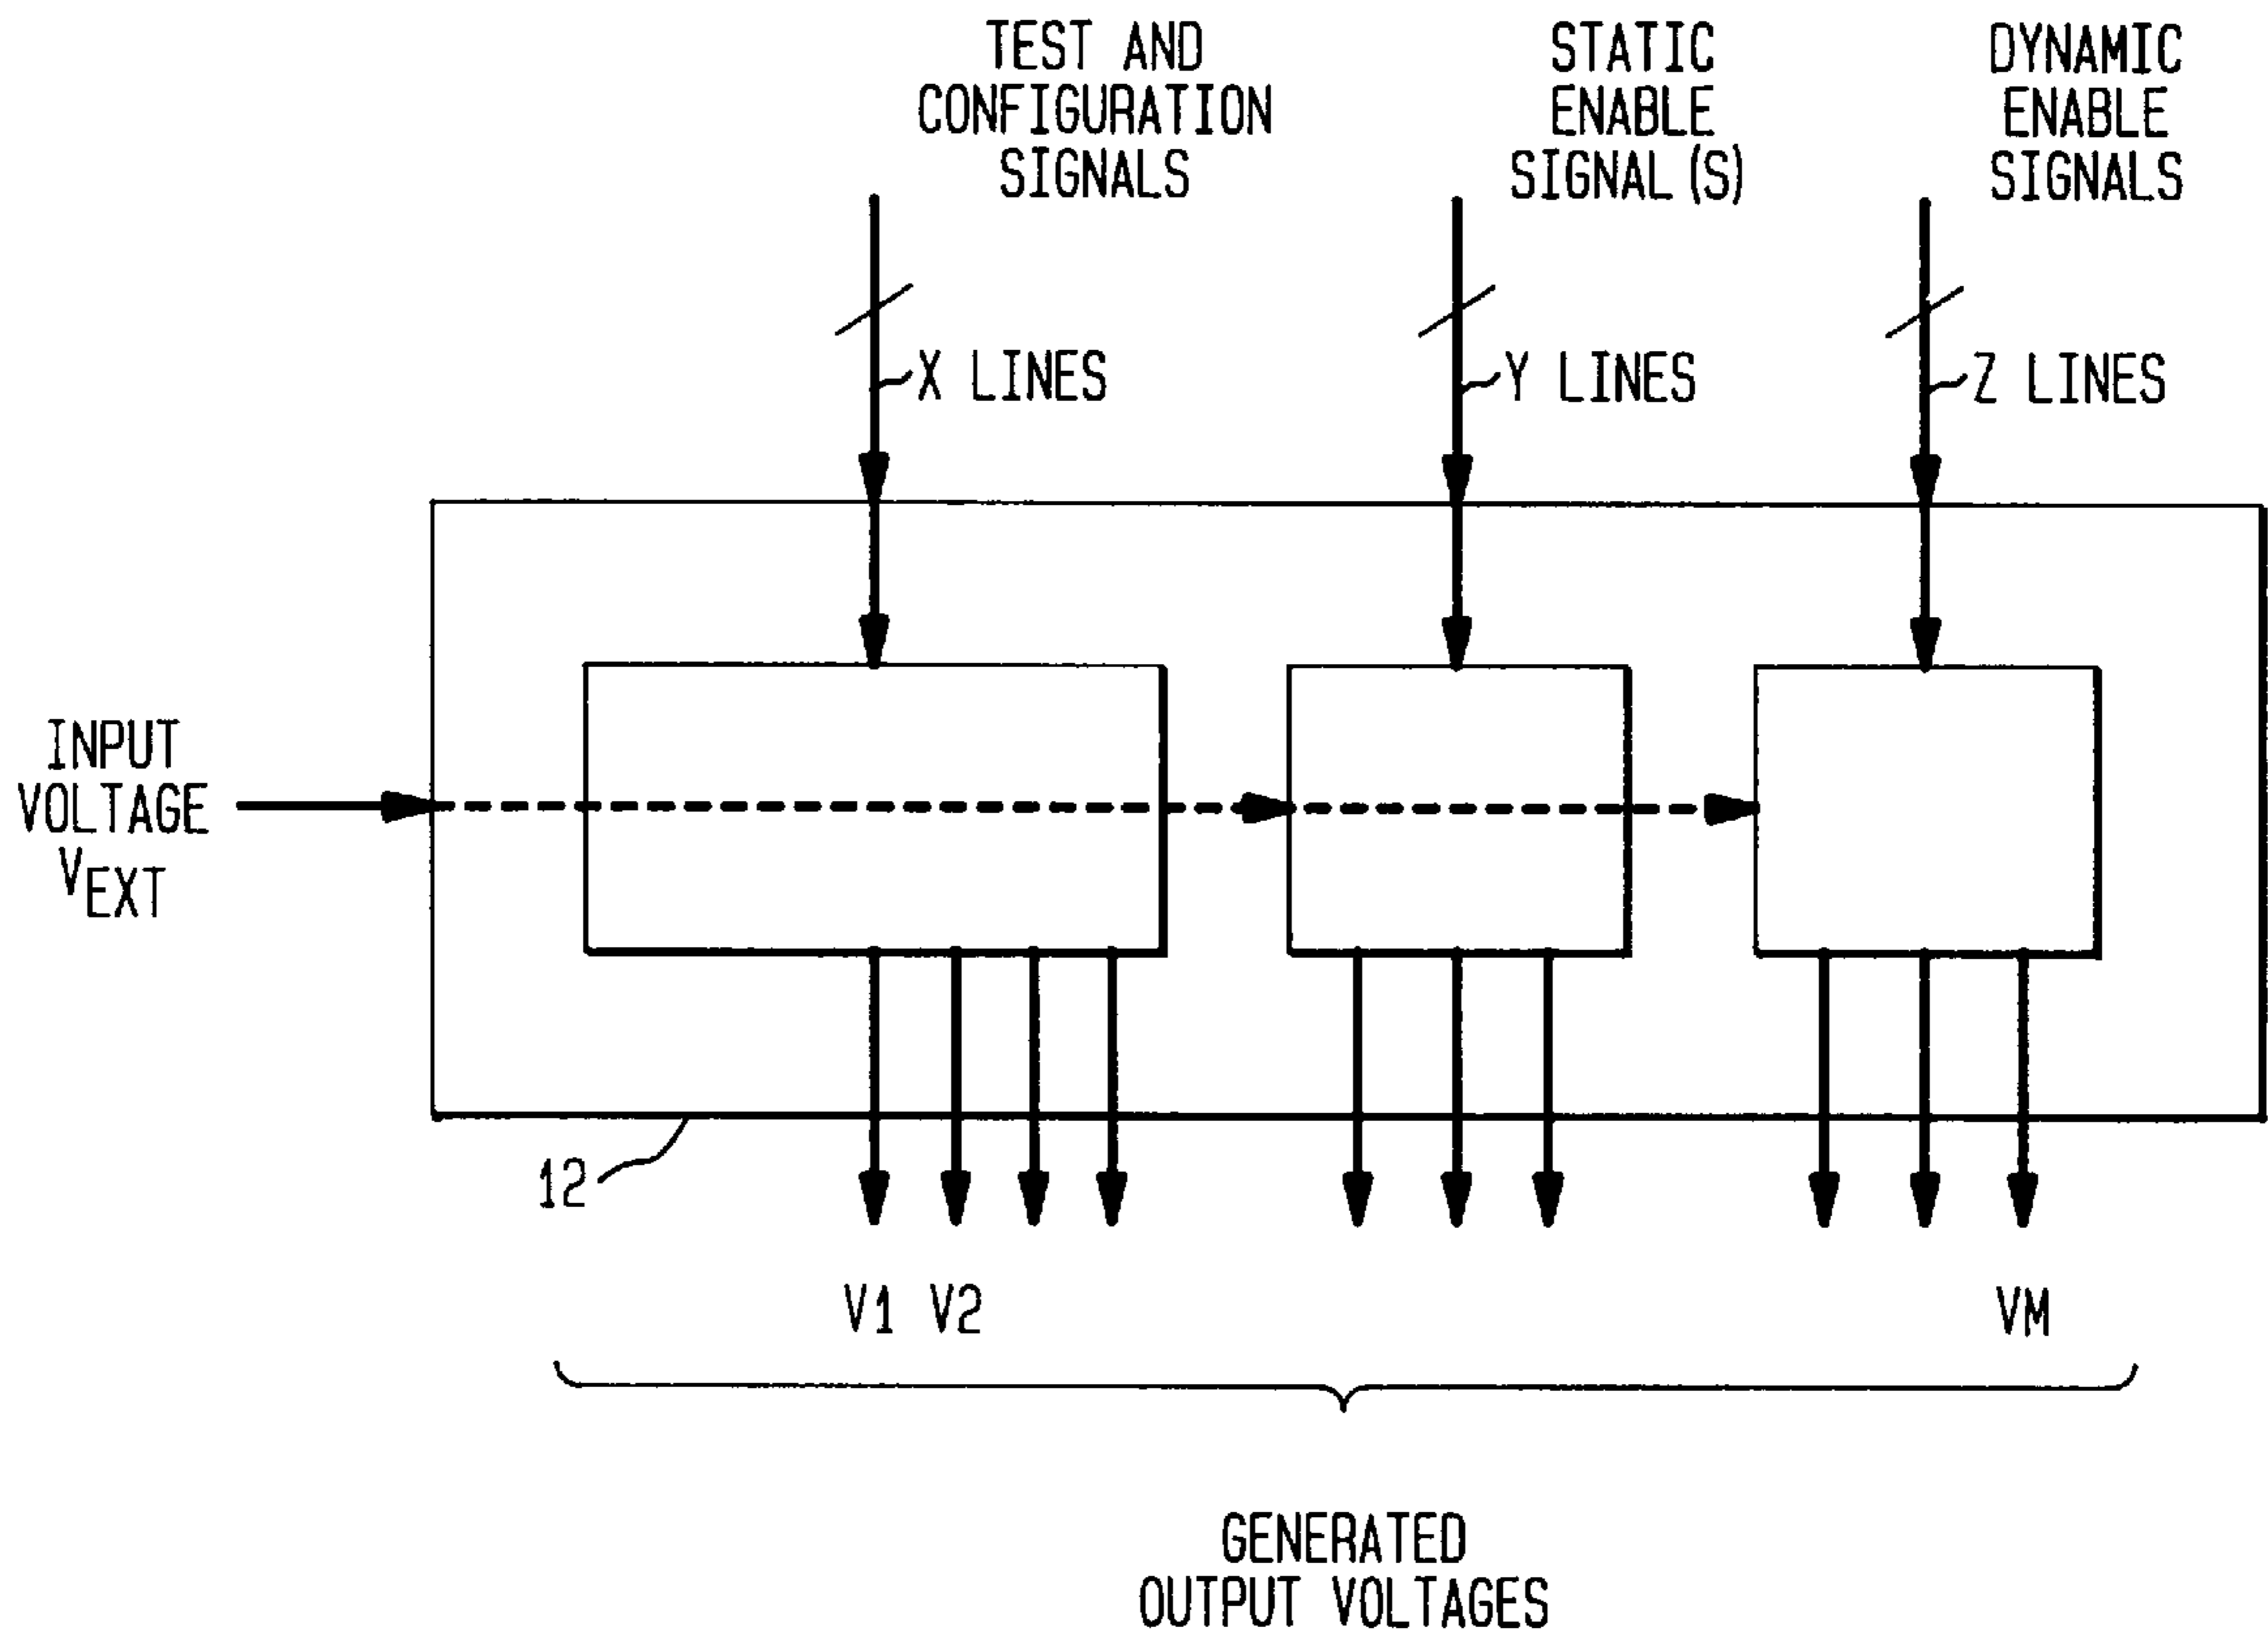 TEST AND
CONFIGURATION
SIGNALS
STATIC
ENABLE
SIGNAL(S)
DYNAMIC
ENABLE
SIGNALS
X LINES
Y LINES
Z LINES
INPUT
VOLTAGE
VEXT
12
V1 V2
VM
GENERATED
OUTPUT VOLTAGES